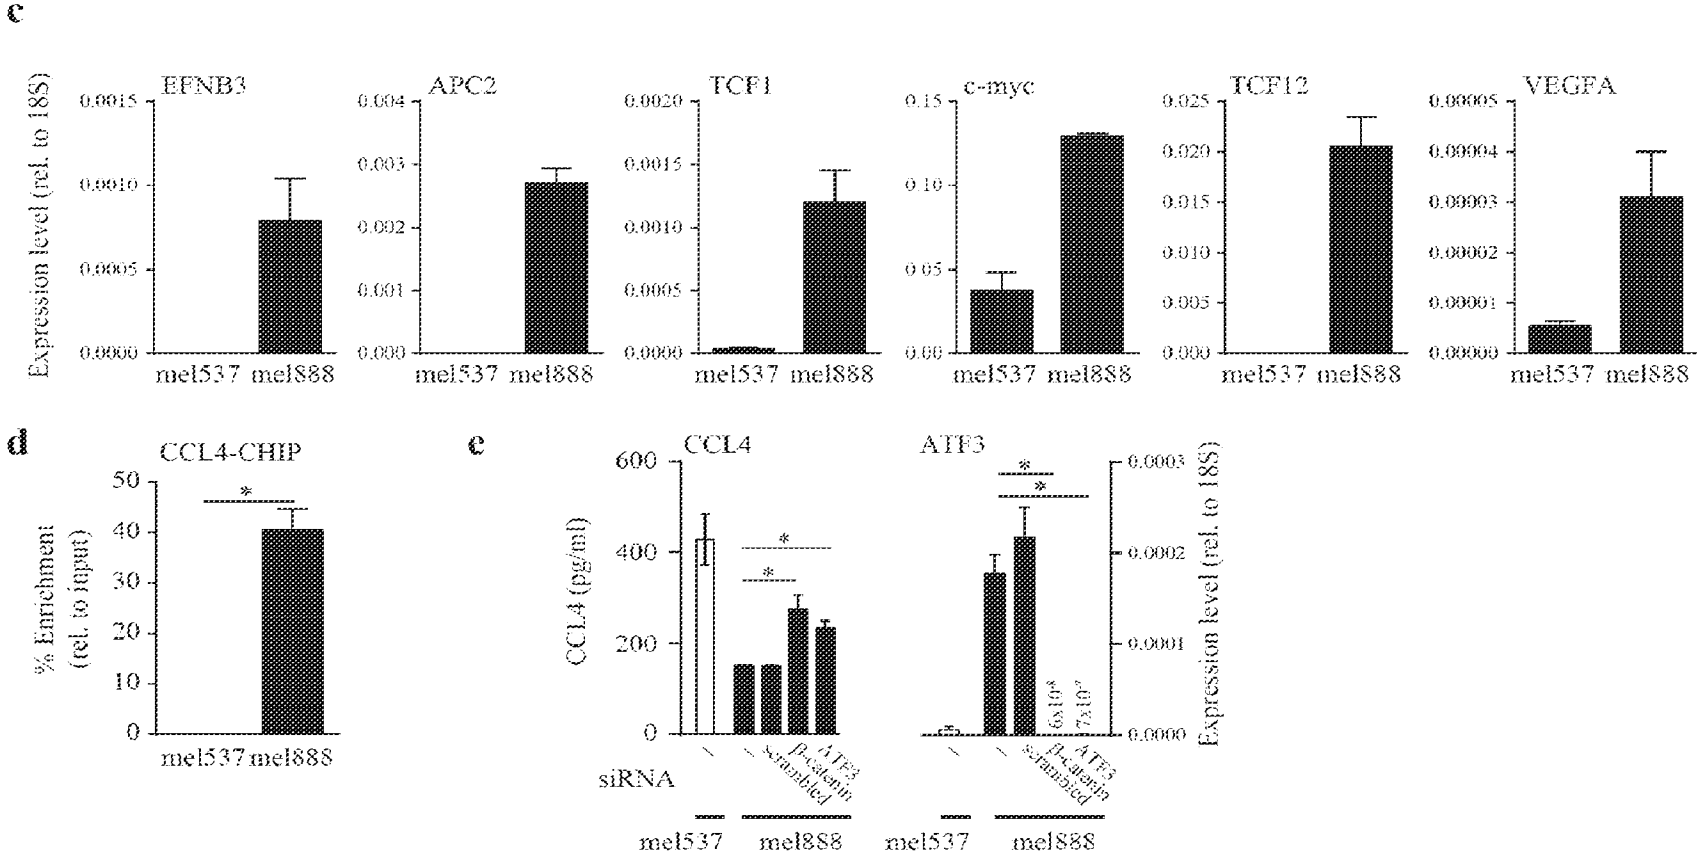 c
EFNB3 APC2 TCF1 c-myc TCF12 VEGFA
Expression level (rel. to 18S)
0.0015 0.0010 0.0005 0.0000
mel537 mel888
0.004 0.003 0.002 0.001 0.000
mel537 mel888
0.0020 0.0015 0.0010 0.0005 0.0000
mel537 mel888
0.15 0.10 0.05 0.00
mel537 mel888
0.025 0.020 0.015 0.010 0.005 0.000
mel537 mel888
0.00005 0.00004 0.00003 0.00002 0.00001 0.00000
mel537 mel888
d
CCL4-CHIP
% Enrichment
(rel. to input)
50 40 30 20 10 0
*
mel537 mel888
e
CCL4
CCL4 (pg/ml)
600 400 200 0
*
*
siRNA
– – scrambled β-catenin ATF3
mel537 mel888
ATF3
*
*
6x10⁻⁸ 7x10⁻⁷
0.0003 0.0002 0.0001 0.0000
Expression level (rel. to 18S)
– – scrambled β-catenin ATF3
mel537 mel888